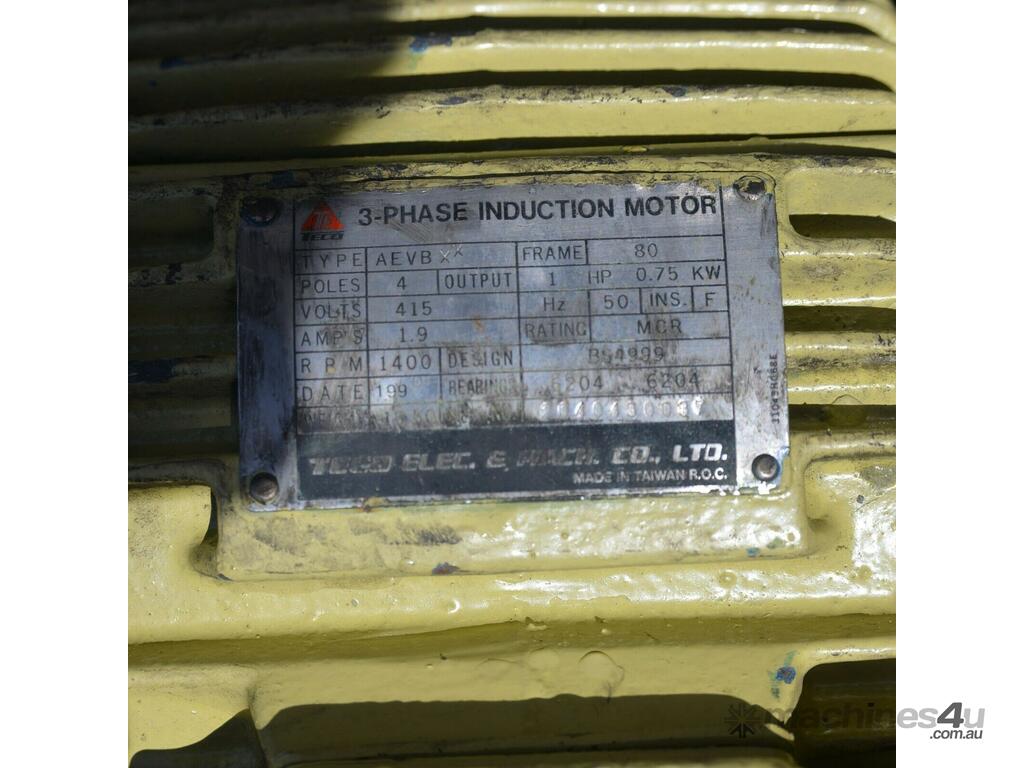 TECO 3-PHASE INDUCTION MOTOR
TYPE AEVB FRAME 80
POLES 4 OUTPUT 1 HP 0.75 KW
VOLTS 415 Hz 50 INS. F
AMP'S 1.9 RATING MCR
R P M 1400 DESIGN BS4999
DATE 199 BEARINGS 6204 6204
TECO ELEC. & MACH. CO., LTD.
MADE IN TAIWAN R.O.C.
machines4u
.com.au